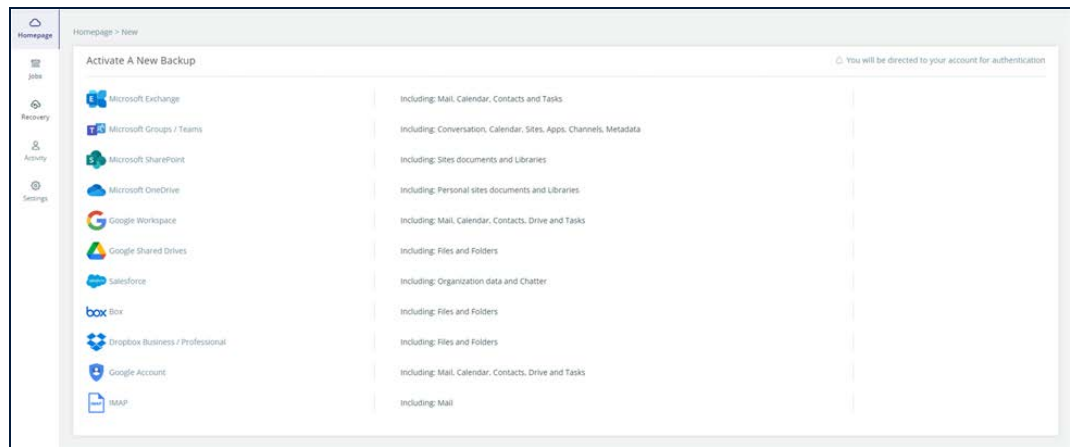 Homepage
Jobs
Recovery
Activity
Settings
Homepage > New
Activate A New Backup
You will be directed to your account for authentication
Microsoft Exchange Including: Mail, Calendar, Contacts and Tasks
Microsoft Groups / Teams Including: Conversation, Calendar, Sites, Apps, Channels, Metadata
Microsoft SharePoint Including: Sites documents and Libraries
Microsoft OneDrive Including: Personal sites documents and Libraries
Google Workspace Including: Mail, Calendar, Contacts, Drive and Tasks
Google Shared Drives Including: Files and Folders
Salesforce Including: Organization data and Chatter
box Box Including: Files and Folders
Dropbox Business / Professional Including: Files and Folders
Google Account Including: Mail, Calendar, Contacts, Drive and Tasks
IMAP Including: Mail